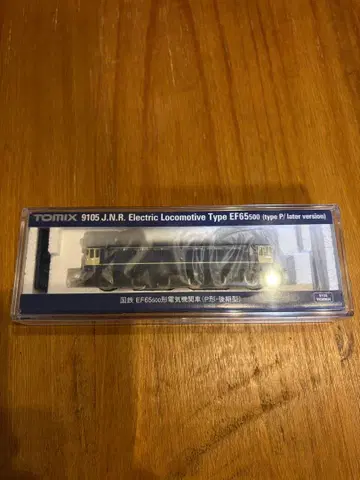 TOMIX 9105 J.N.R. Electric Locomotive Type EF65500 (type P/ later version)
国鉄 EF65500形電気機関車(P形・後期型)